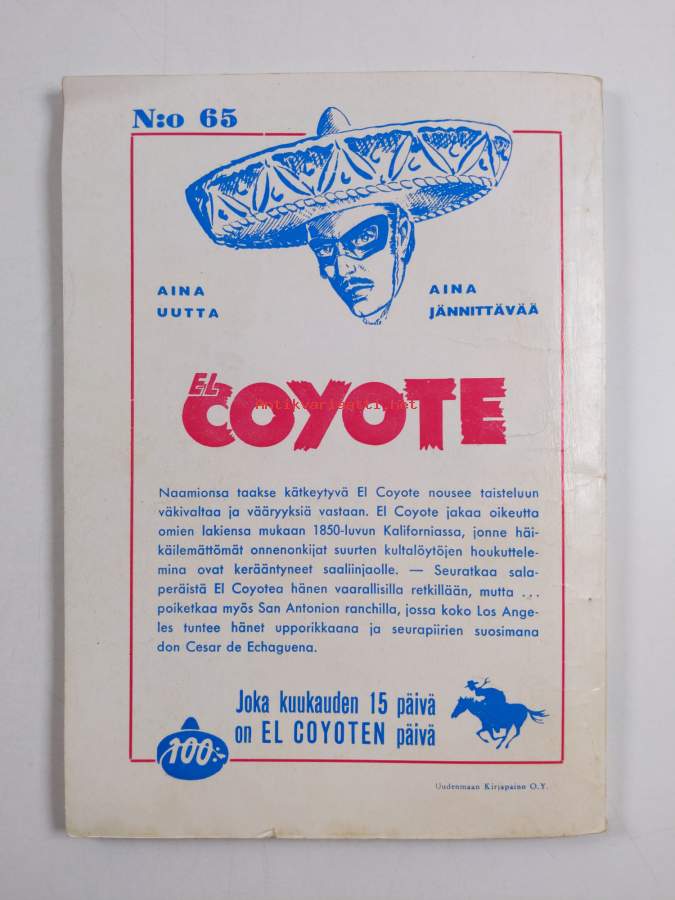 N:o 65
AINA
UUTTA
AINA
JÄNNITTÄVÄÄ
EL
COYOTE
Antikvariaatti.net
Naamionsa taakse kätkeytyvä El Coyote nousee taisteluun
väkivaltaa ja vääryyksiä vastaan. El Coyote jakaa oikeutta
omien lakiensa mukaan 1850-luvun Kaliforniassa, jonne häi-
käilemättömät onnenonkijat suurten kultalöytöjen houkuttele-
mina ovat kerääntyneet saaliinjaolle. — Seuratkaa sala-
peräistä El Coyotea hänen vaarallisilla retkillään, mutta ...
poiketkaa myös San Antonion ranchilla, jossa koko Los Ange-
les tuntee hänet upporikkaana ja seurapiirien suosimana
don Cesar de Echaguena.
Joka kuukauden 15 päivä
on EL COYOTEN päivä
100:-
Uudenmaan Kirjapaino O.Y.